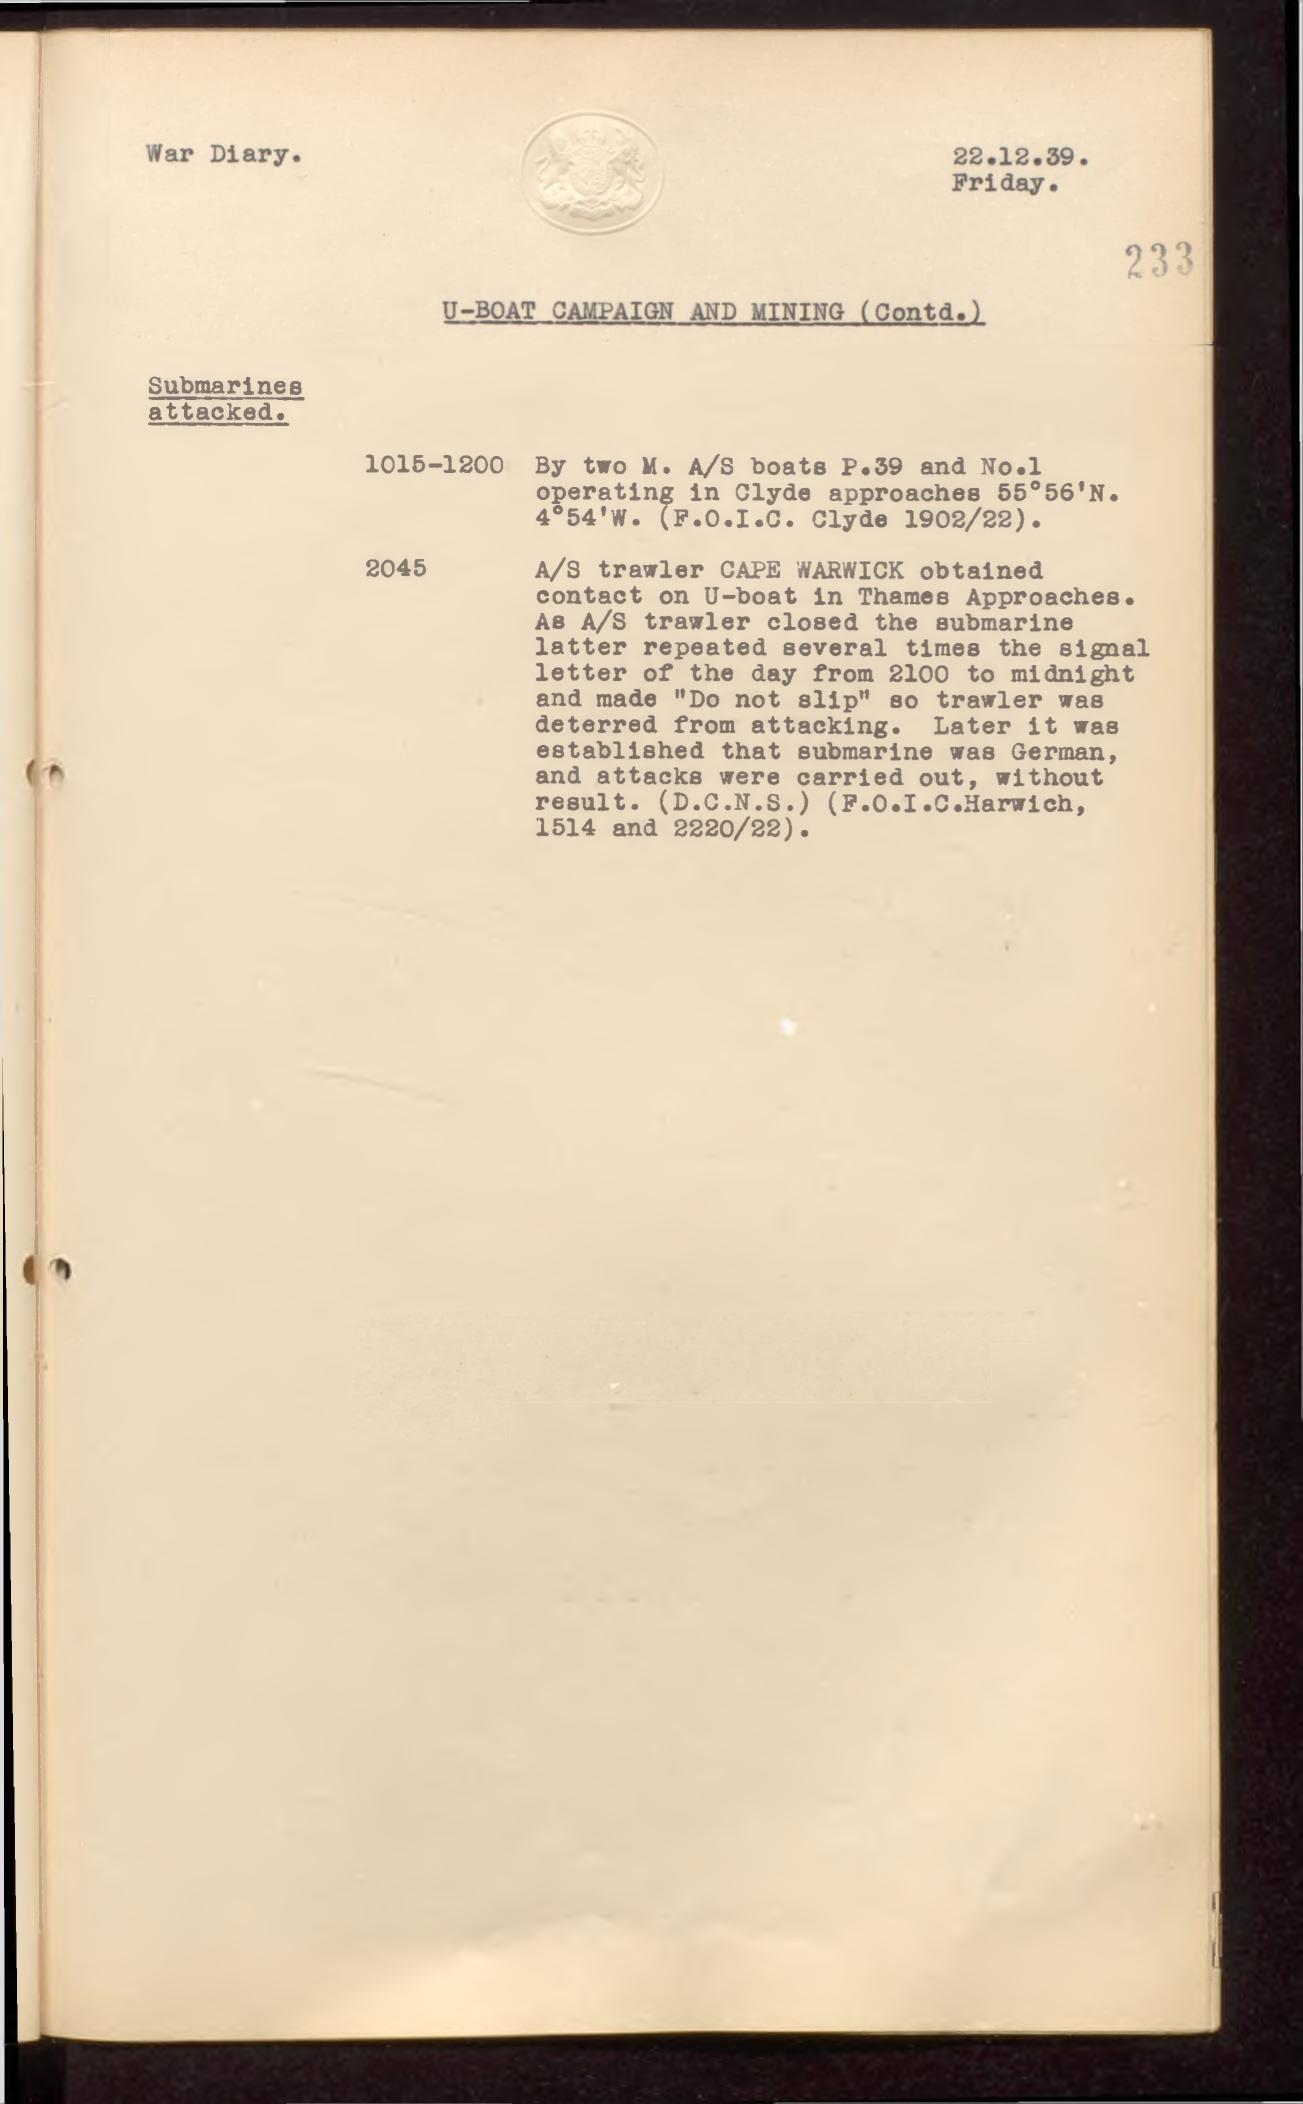 War Diary.
22.12.39.
Friday.
233
U-BOAT CAMPAIGN AND MINING (Contd.)
Submarines
attacked.
1015-1200 By two M. A/S boats P.39 and No.1
operating in Clyde approaches 55°56'N.
4°54'W. (F.O.I.C. Clyde 1902/22).
2045 A/S trawler CAPE WARWICK obtained
contact on U-boat in Thames Approaches.
As A/S trawler closed the submarine
latter repeated several times the signal
letter of the day from 2100 to midnight
and made "Do not slip" so trawler was
deterred from attacking. Later it was
established that submarine was German,
and attacks were carried out, without
result. (D.C.N.S.) (F.O.I.C.Harwich,
1514 and 2220/22).